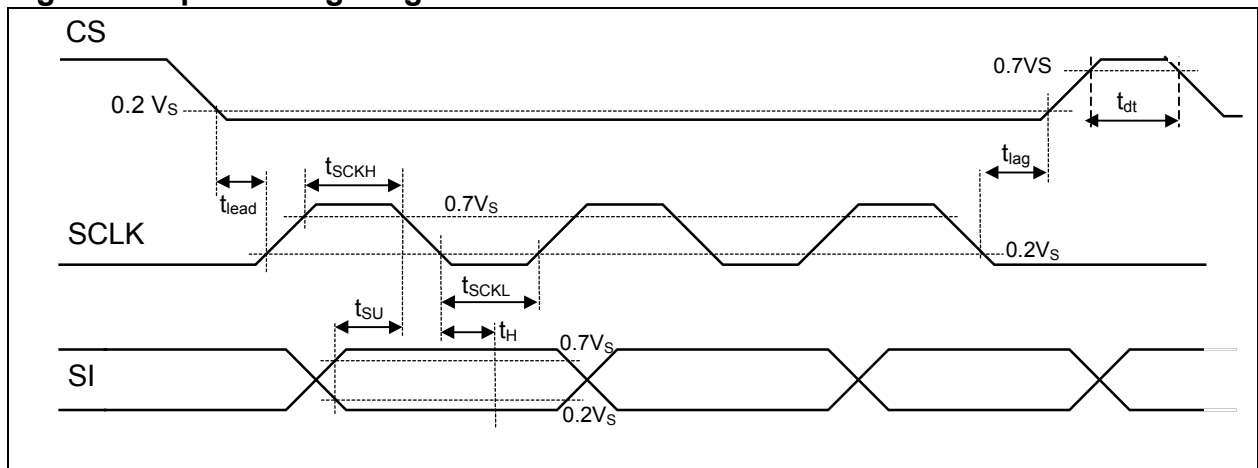 CS
0.7VS
0.2 VS
tdt
tSCKH
tlag
tlead
0.7VS
SCLK
0.2VS
tSCKL
tSU
tH
0.7VS
SI
0.2VS